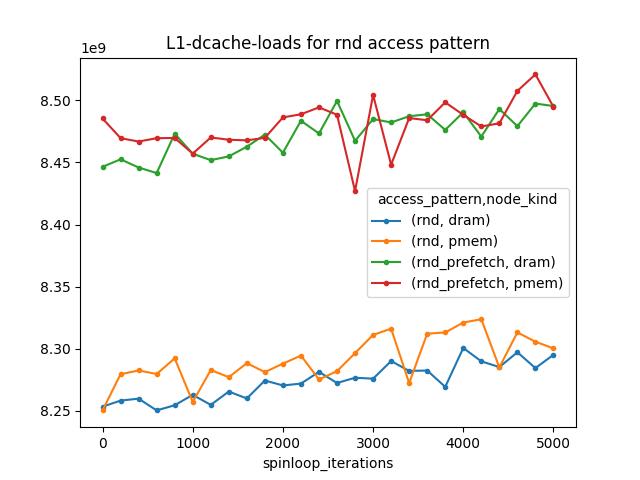 L1-dcache-loads for rnd access pattern
1e9
8.50
8.45
8.40
8.35
8.30
8.25
access_pattern,node_kind
(rnd, dram)
(rnd, pmem)
(rnd_prefetch, dram)
(rnd_prefetch, pmem)
0 1000 2000 3000 4000 5000
spinloop_iterations